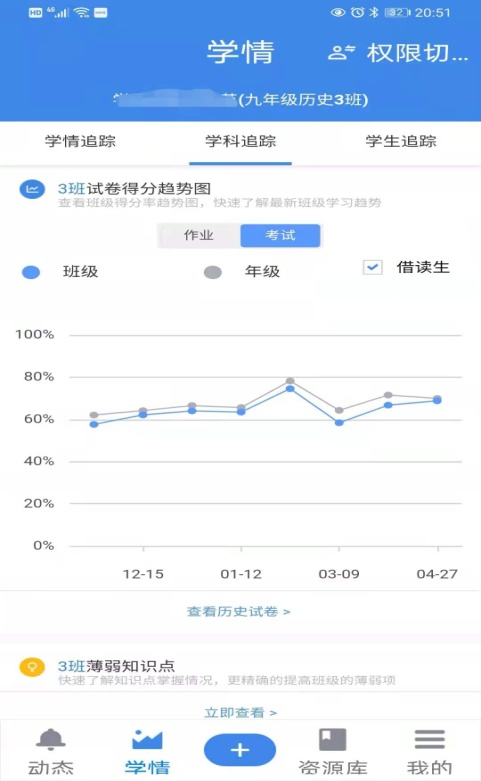 HD 4G 82 20:51
学情 权限切...
(九年级历史3班)
学情追踪 学科追踪 学生追踪
3班试卷得分趋势图
查看班级得分率趋势图，快速了解最新班级学习趋势
作业 考试
班级 年级 借读生
100%
80%
60%
40%
20%
0%
12-15 01-12 03-09 04-27
查看历史试卷 >
3班薄弱知识点
快速了解知识点掌握情况，更精确的提高班级的薄弱项
立即查看 >
动态 学情 + 资源库 我的